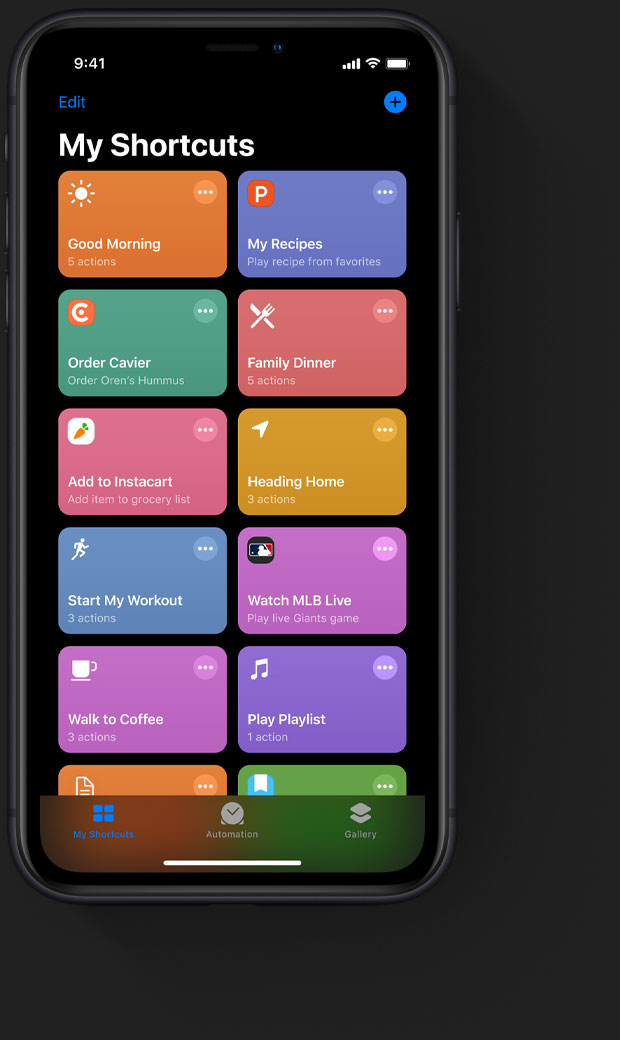 9:41
Edit
My Shortcuts
Good Morning
5 actions
P
My Recipes
Play recipe from favorites
Order Cavier
Order Oren's Hummus
Family Dinner
5 actions
Add to Instacart
Add item to grocery list
Heading Home
3 actions
Start My Workout
3 actions
Watch MLB Live
Play live Giants game
Walk to Coffee
3 actions
Play Playlist
1 action
My Shortcuts
Automation
Gallery